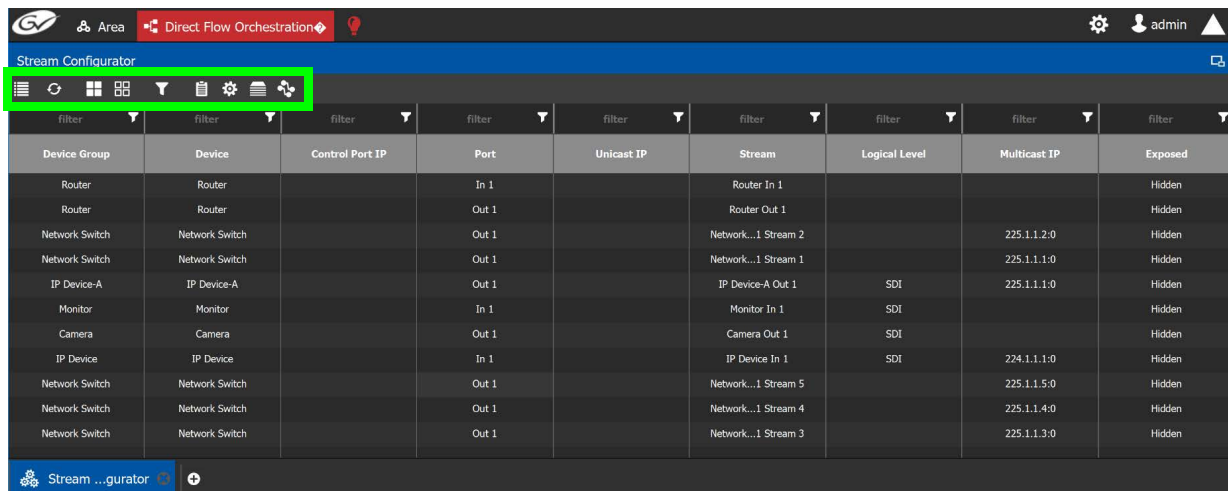 GV Area Direct Flow Orchestration� admin
Stream Configurator
filter filter filter filter filter filter filter filter filter
Device Group Device Control Port IP Port Unicast IP Stream Logical Level Multicast IP Exposed
Router Router In 1 Router In 1 Hidden
Router Router Out 1 Router Out 1 Hidden
Network Switch Network Switch Out 1 Network...1 Stream 2 225.1.1.2:0 Hidden
Network Switch Network Switch Out 1 Network...1 Stream 1 225.1.1.1:0 Hidden
IP Device-A IP Device-A Out 1 IP Device-A Out 1 SDI 225.1.1.1:0 Hidden
Monitor Monitor In 1 Monitor In 1 SDI Hidden
Camera Camera Out 1 Camera Out 1 SDI Hidden
IP Device IP Device In 1 IP Device In 1 SDI 224.1.1.1:0 Hidden
Network Switch Network Switch Out 1 Network...1 Stream 5 225.1.1.5:0 Hidden
Network Switch Network Switch Out 1 Network...1 Stream 4 225.1.1.4:0 Hidden
Network Switch Network Switch Out 1 Network...1 Stream 3 225.1.1.3:0 Hidden
Stream ...gurator